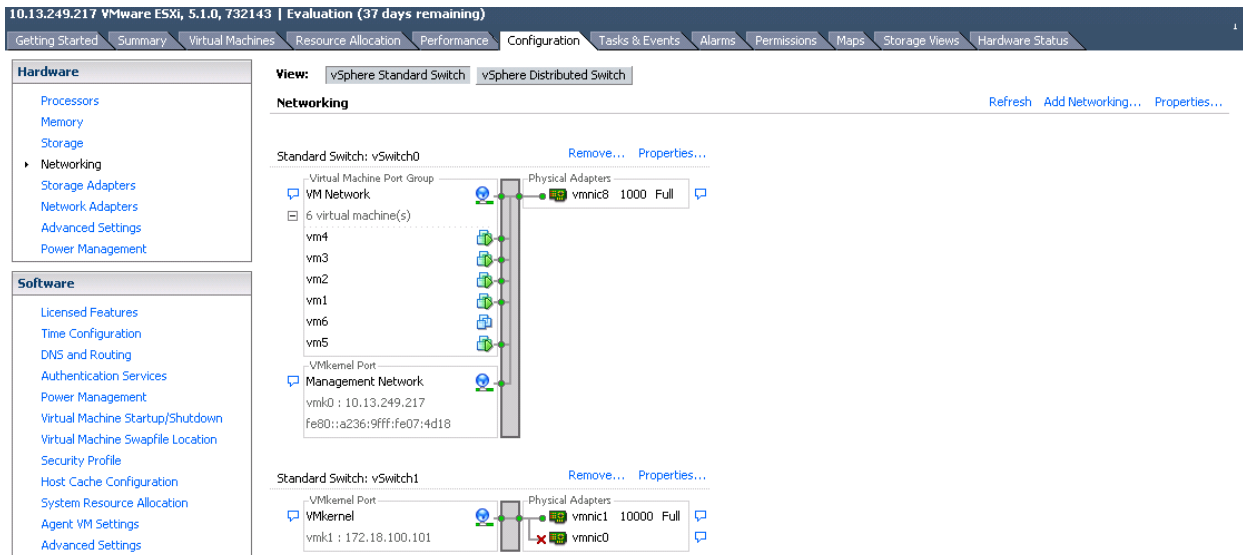 10.13.249.217 VMware ESXi, 5.1.0, 732143 | Evaluation (37 days remaining)
Getting Started Summary Virtual Machines Resource Allocation Performance Configuration Tasks & Events Alarms Permissions Maps Storage Views Hardware Status
Hardware
Processors
Memory
Storage
Networking
Storage Adapters
Network Adapters
Advanced Settings
Power Management
Software
Licensed Features
Time Configuration
DNS and Routing
Authentication Services
Power Management
Virtual Machine Startup/Shutdown
Virtual Machine Swapfile Location
Security Profile
Host Cache Configuration
System Resource Allocation
Agent VM Settings
Advanced Settings
View: vSphere Standard Switch vSphere Distributed Switch
Networking Refresh Add Networking... Properties...
Standard Switch: vSwitch0 Remove... Properties...
Virtual Machine Port Group Physical Adapters
VM Network vmnic8 1000 Full
6 virtual machine(s)
vm4
vm3
vm2
vm1
vm6
vm5
VMkernel Port
Management Network
vmk0 : 10.13.249.217
fe80::a236:9fff:fe07:4d18
Standard Switch: vSwitch1 Remove... Properties...
VMkernel Port Physical Adapters
VMkernel vmnic1 10000 Full
vmk1 : 172.18.100.101 vmnic0